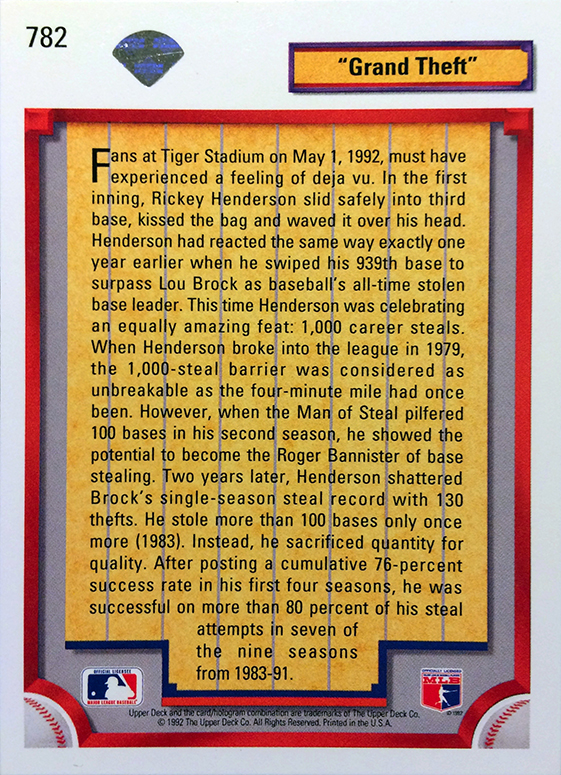 782
"Grand Theft"
Fans at Tiger Stadium on May 1, 1992, must have
experienced a feeling of deja vu. In the first
inning, Rickey Henderson slid safely into third
base, kissed the bag and waved it over his head.
Henderson had reacted the same way exactly one
year earlier when he swiped his 939th base to
surpass Lou Brock as baseball's all-time stolen
base leader. This time Henderson was celebrating
an equally amazing feat: 1,000 career steals.
When Henderson broke into the league in 1979,
the 1,000-steal barrier was considered as
unbreakable as the four-minute mile had once
been. However, when the Man of Steal pilfered
100 bases in his second season, he showed the
potential to become the Roger Bannister of base
stealing. Two years later, Henderson shattered
Brock's single-season steal record with 130
thefts. He stole more than 100 bases only once
more (1983). Instead, he sacrificed quantity for
quality. After posting a cumulative 76-percent
success rate in his first four seasons, he was
successful on more than 80 percent of his steal
attempts in seven of
the nine seasons
from 1983-91.
OFFICIAL LICENSEE
MAJOR LEAGUE BASEBALL
OFFICIALLY LICENSED
MLB
Upper Deck and the card/hologram combination are trademarks of The Upper Deck Co.
© 1992 The Upper Deck Co. All Rights Reserved. Printed in the U.S.A.